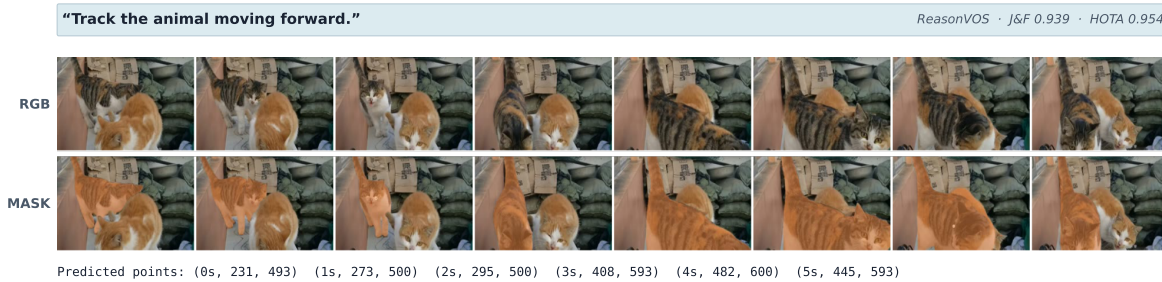 “Track the animal moving forward.”
ReasonVOS · J&F 0.939 · HOTA 0.954
RGB
MASK
Predicted points: (0s, 231, 493) (1s, 273, 500) (2s, 295, 500) (3s, 408, 593) (4s, 482, 600) (5s, 445, 593)